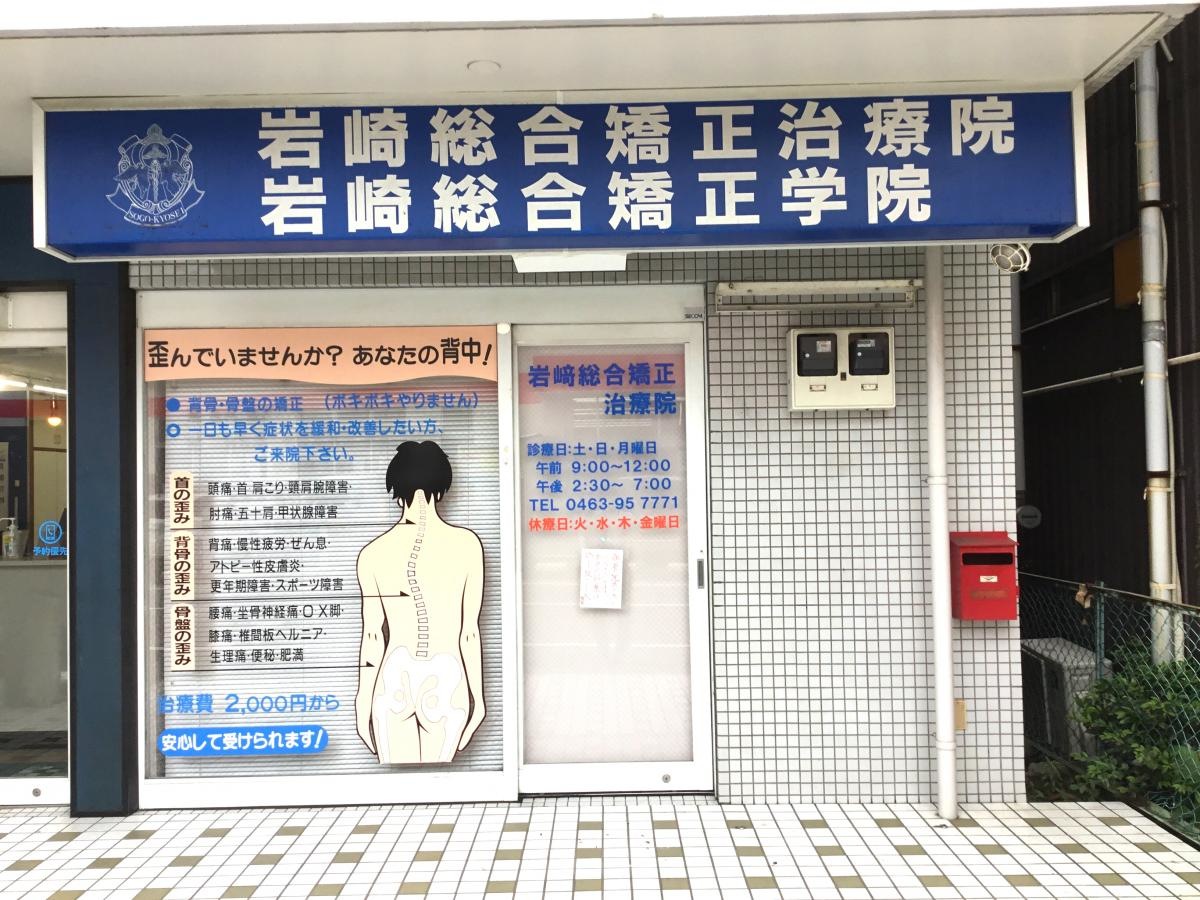 岩崎総合矯正治療院
岩崎総合矯正学院
SOGO-KYOSEI
SECOM
歪んでいませんか? あなたの背中!
● 背骨・骨盤の矯正 (ボキボキやりません)
◎ 一日も早く症状を緩和・改善したい方、
ご来院下さい。
首の歪み
頭痛・首 肩こり・頸肩腕障害・
肘痛・五十肩・甲状腺障害
背骨の歪み
背痛・慢性疲労・ぜん息・
アトピー性皮膚炎・
更年期障害・スポーツ障害
骨盤の歪み
腰痛・坐骨神経痛・O X脚・
膝痛・椎間板ヘルニア・
生理痛・便秘・肥満
治療費 2,000円から
安心して受けられます!
岩﨑総合矯正
治療院
診療日:土・日・月曜日
午前 9:00〜12:00
午後 2:30〜 7:00
TEL 0463-95 7771
休療日:火・水・木・金曜日
予約優先